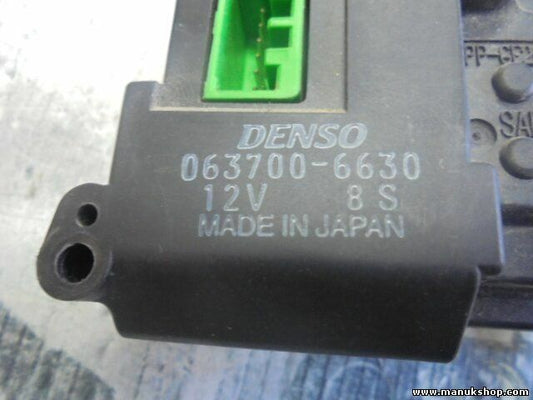 DENSO
063700-6630
12V 8S
MADE IN JAPAN
www.manukshop.com